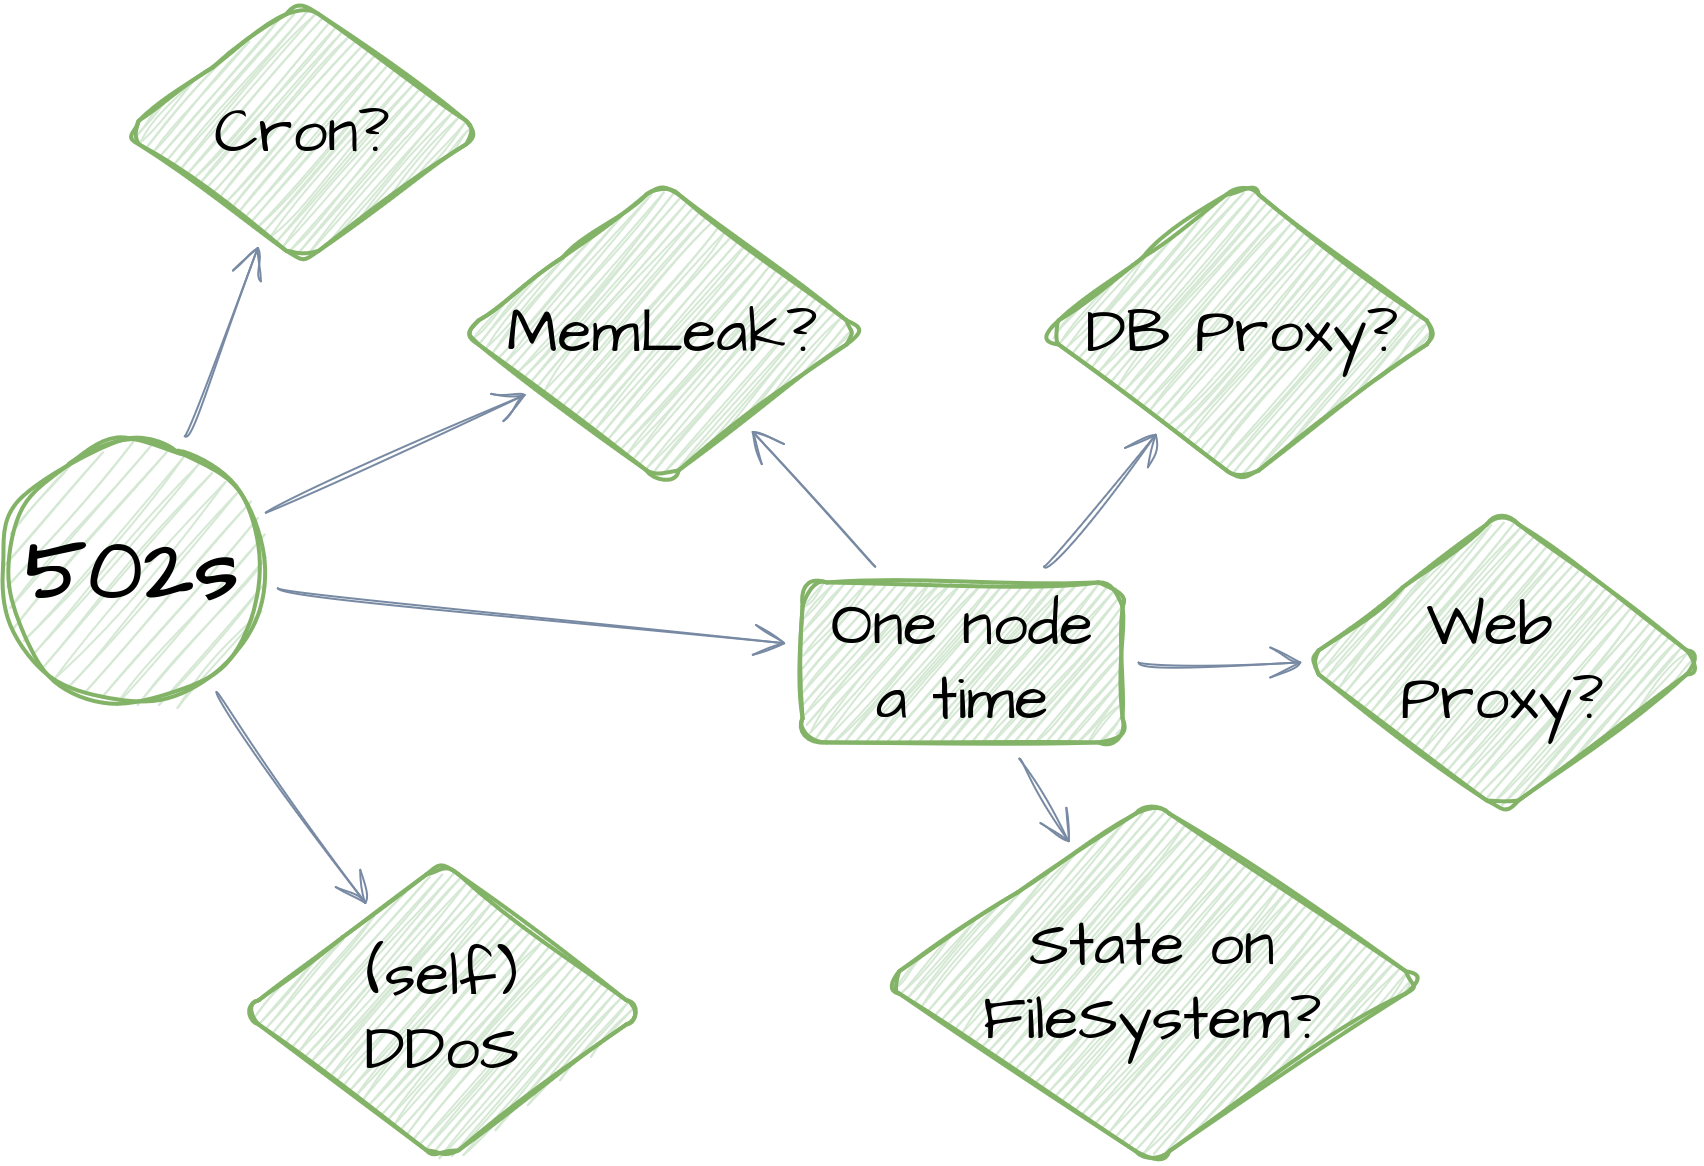 Cron?
MemLeak?
DB Proxy?
502s
One node
a time
Web
Proxy?
State on
FileSystem?
(self)
DDoS